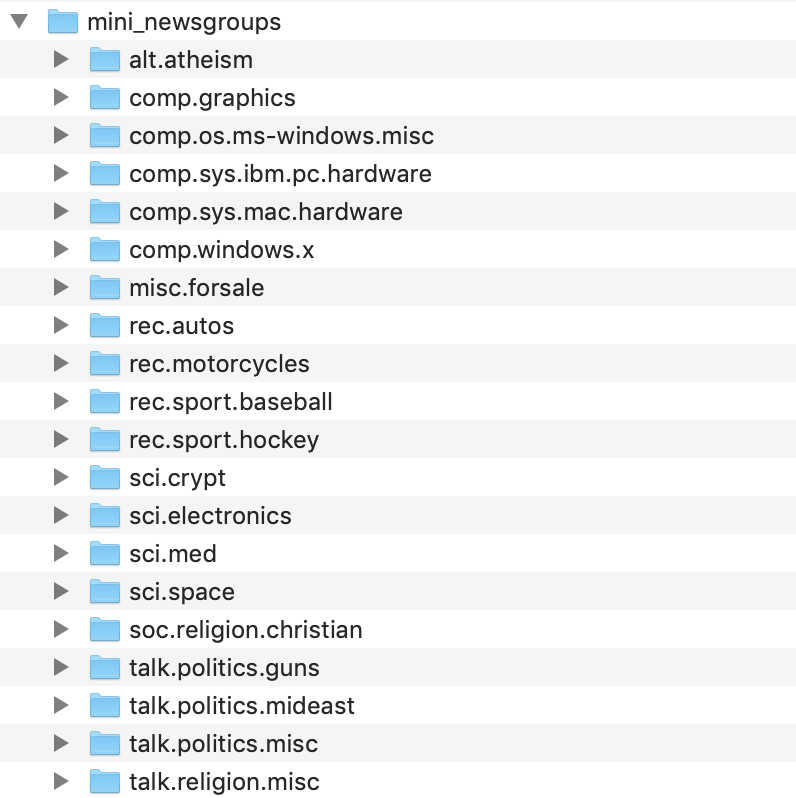 mini_newsgroups
alt.atheism
comp.graphics
comp.os.ms-windows.misc
comp.sys.ibm.pc.hardware
comp.sys.mac.hardware
comp.windows.x
misc.forsale
rec.autos
rec.motorcycles
rec.sport.baseball
rec.sport.hockey
sci.crypt
sci.electronics
sci.med
sci.space
soc.religion.christian
talk.politics.guns
talk.politics.mideast
talk.politics.misc
talk.religion.misc